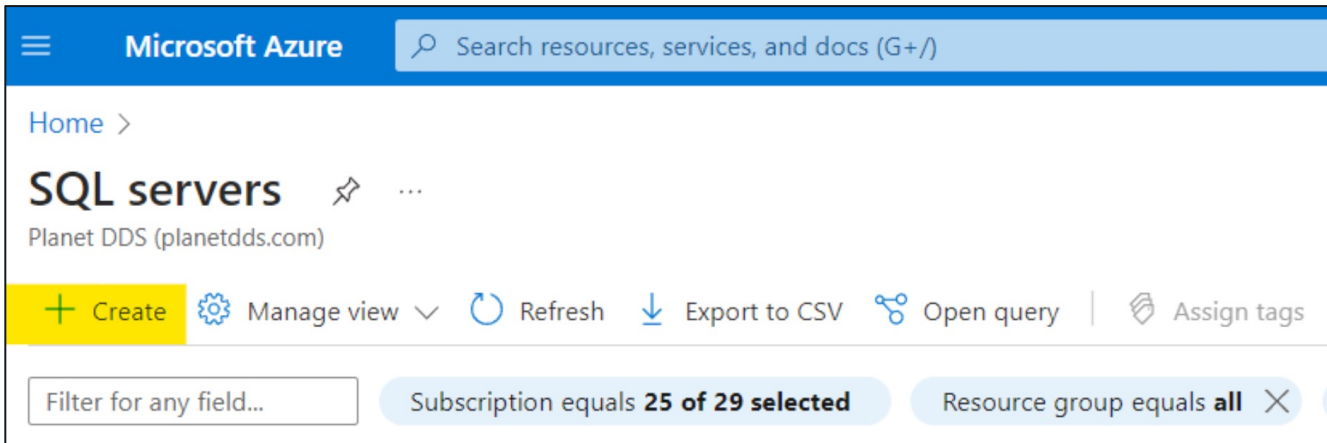 Microsoft Azure Search resources, services, and docs (G+/)
Home >
SQL servers ...
Planet DDS (planetdds.com)
+ Create Manage view Refresh Export to CSV Open query Assign tags
Filter for any field... Subscription equals 25 of 29 selected Resource group equals all ×